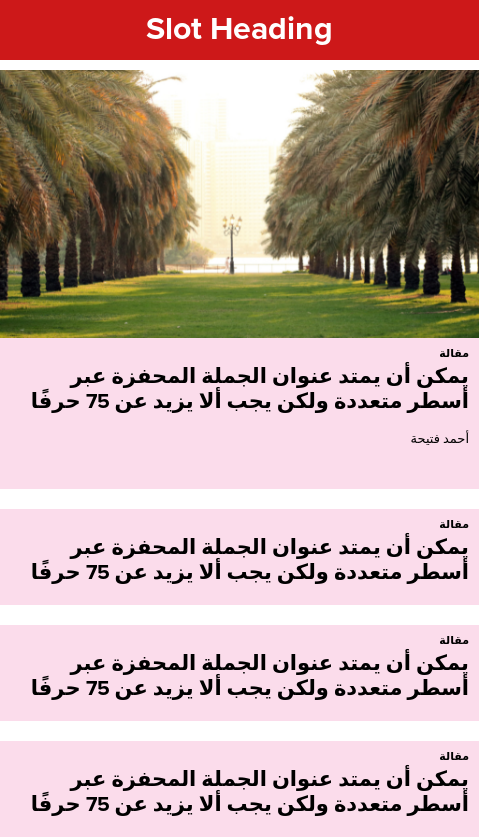 Slot Heading
مقالة
يمكن أن يمتد عنوان الجملة المحفزة عبر
أسطر متعددة ولكن يجب ألا يزيد عن 75 حرفًا
أحمد فتيحة
مقالة
يمكن أن يمتد عنوان الجملة المحفزة عبر
أسطر متعددة ولكن يجب ألا يزيد عن 75 حرفًا
مقالة
يمكن أن يمتد عنوان الجملة المحفزة عبر
أسطر متعددة ولكن يجب ألا يزيد عن 75 حرفًا
مقالة
يمكن أن يمتد عنوان الجملة المحفزة عبر
أسطر متعددة ولكن يجب ألا يزيد عن 75 حرفًا